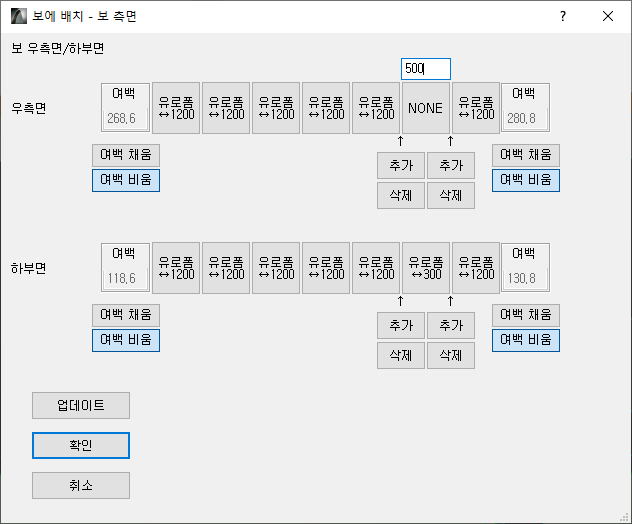 보에 배치 - 보 측면
보 우측면/하부면
500
우측면
여백 268,6
유로폼 ↔1200
유로폼 ↔1200
유로폼 ↔1200
유로폼 ↔1200
유로폼 ↔1200
NONE
유로폼 ↔1200
여백 280,8
↑ ↑
여백 채움 추가 추가 여백 채움
여백 비움 삭제 삭제 여백 비움
하부면
여백 118,6
유로폼 ↔1200
유로폼 ↔1200
유로폼 ↔1200
유로폼 ↔1200
유로폼 ↔1200
유로폼 ↔300
유로폼 ↔1200
여백 130,8
↑ ↑
여백 채움 추가 추가 여백 채움
여백 비움 삭제 삭제 여백 비움
업데이트
확인
취소